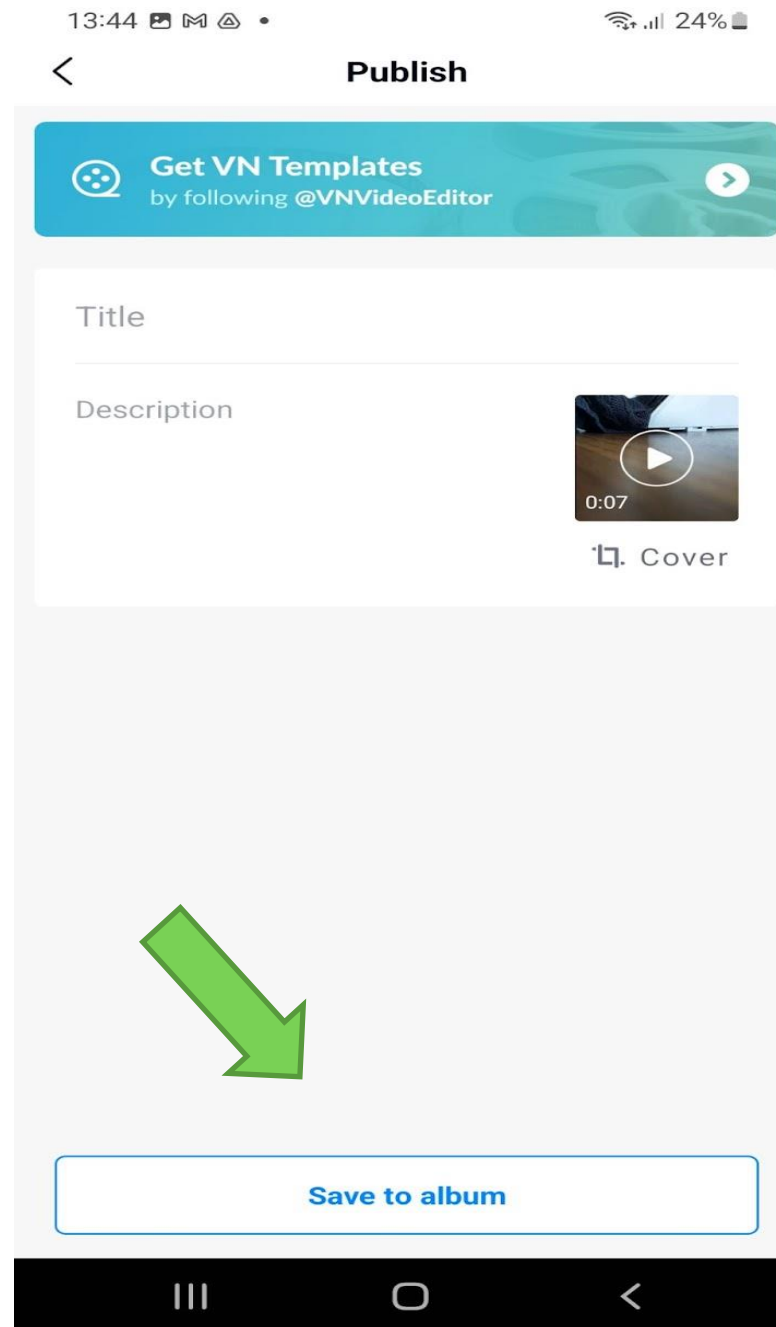 13:44 24%
Publish
Get VN Templates
by following @VNVideoEditor
Title
Description
0:07
Cover
Save to album